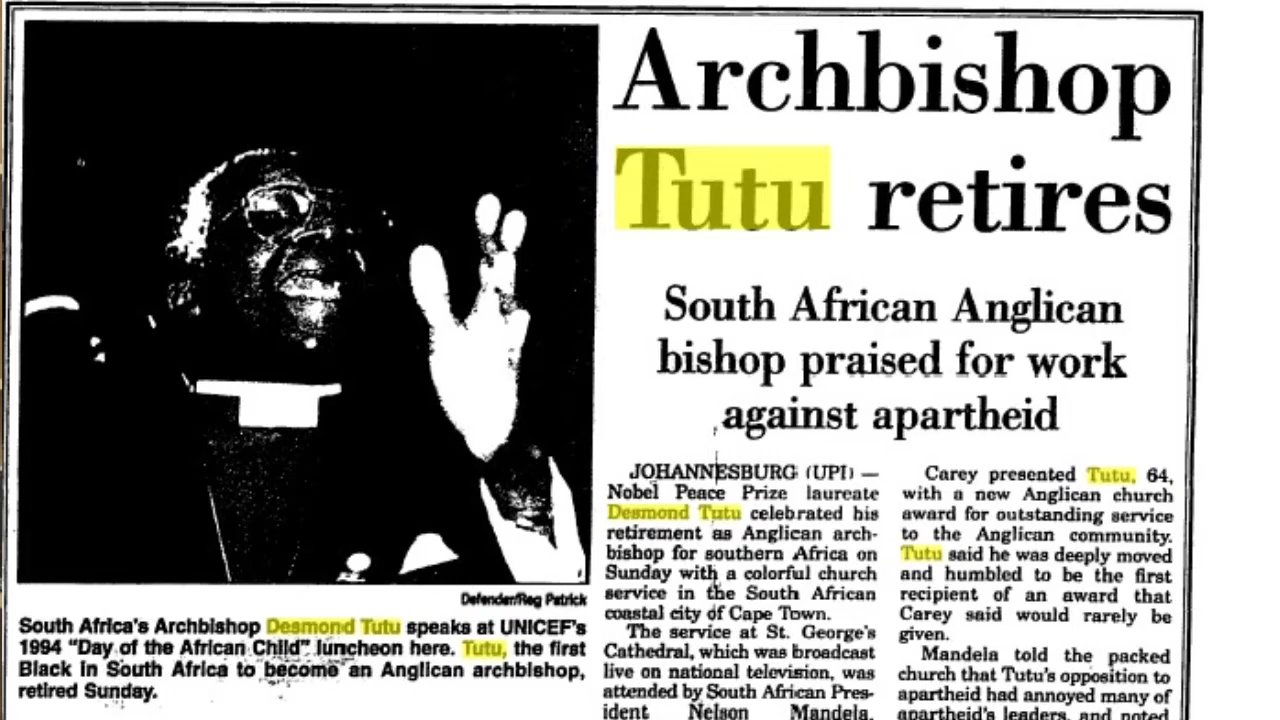 Archbishop
Tutu retires
South African Anglican
bishop praised for work
against apartheid
Defender/Reg Patrick
South Africa's Archbishop Desmond Tutu speaks at UNICEF's
1994 "Day of the African Child" luncheon here. Tutu, the first
Black in South Africa to become an Anglican archbishop,
retired Sunday.
JOHANNESBURG (UPI) —
Nobel Peace Prize laureate
Desmond Tutu celebrated his
retirement as Anglican arch-
bishop for southern Africa on
Sunday with a colorful church
service in the South African
coastal city of Cape Town.
The service at St. George's
Cathedral, which was broadcast
live on national television, was
attended by South African Pres-
ident Nelson Mandela,
Carey presented Tutu, 64,
with a new Anglican church
award for outstanding service
to the Anglican community.
Tutu said he was deeply moved
and humbled to be the first
recipient of an award that
Carey said would rarely be
given.
Mandela told the packed
church that Tutu's opposition to
apartheid had annoyed many of
apartheid's leaders, and noted